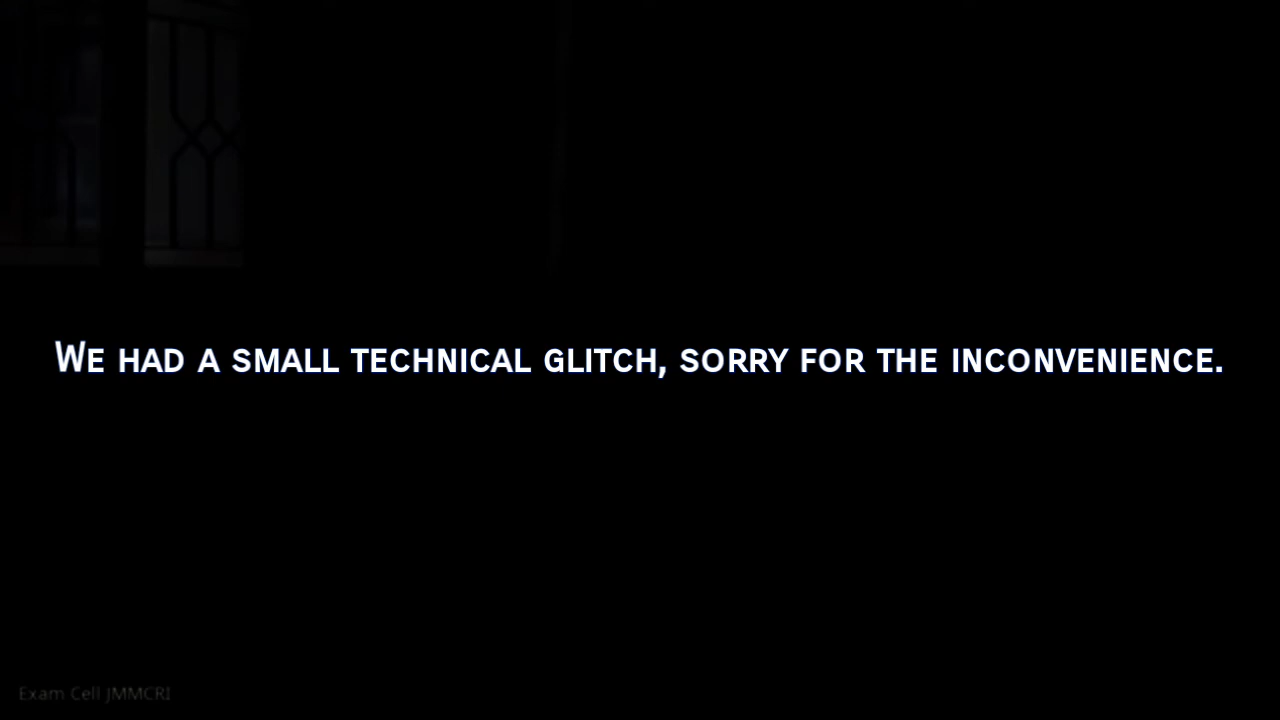 We had a small technical glitch, sorry for the inconvenience.
Exam Cell JMMCRI